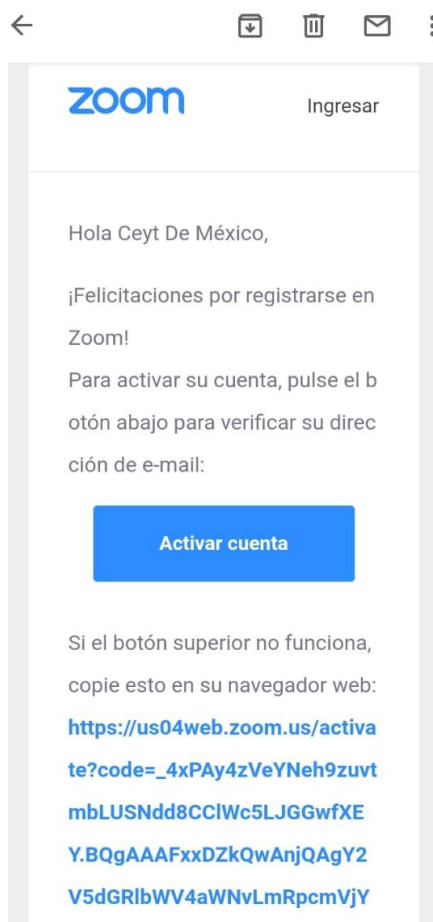 zoom
Ingresar
Hola Ceyt De México,
¡Felicitaciones por registrarse en
Zoom!
Para activar su cuenta, pulse el b
otón abajo para verificar su direc
ción de e-mail:
Activar cuenta
Si el botón superior no funciona,
copie esto en su navegador web:
https://us04web.zoom.us/activa
te?code=_4xPAy4zVeYNeh9zuvt
mbLUSNdd8CClWc5LJGGwfXE
Y.BQgAAAFxxDZkQwAnjQAgY2
V5dGRlbWV4aWNvLmRpcmVjY